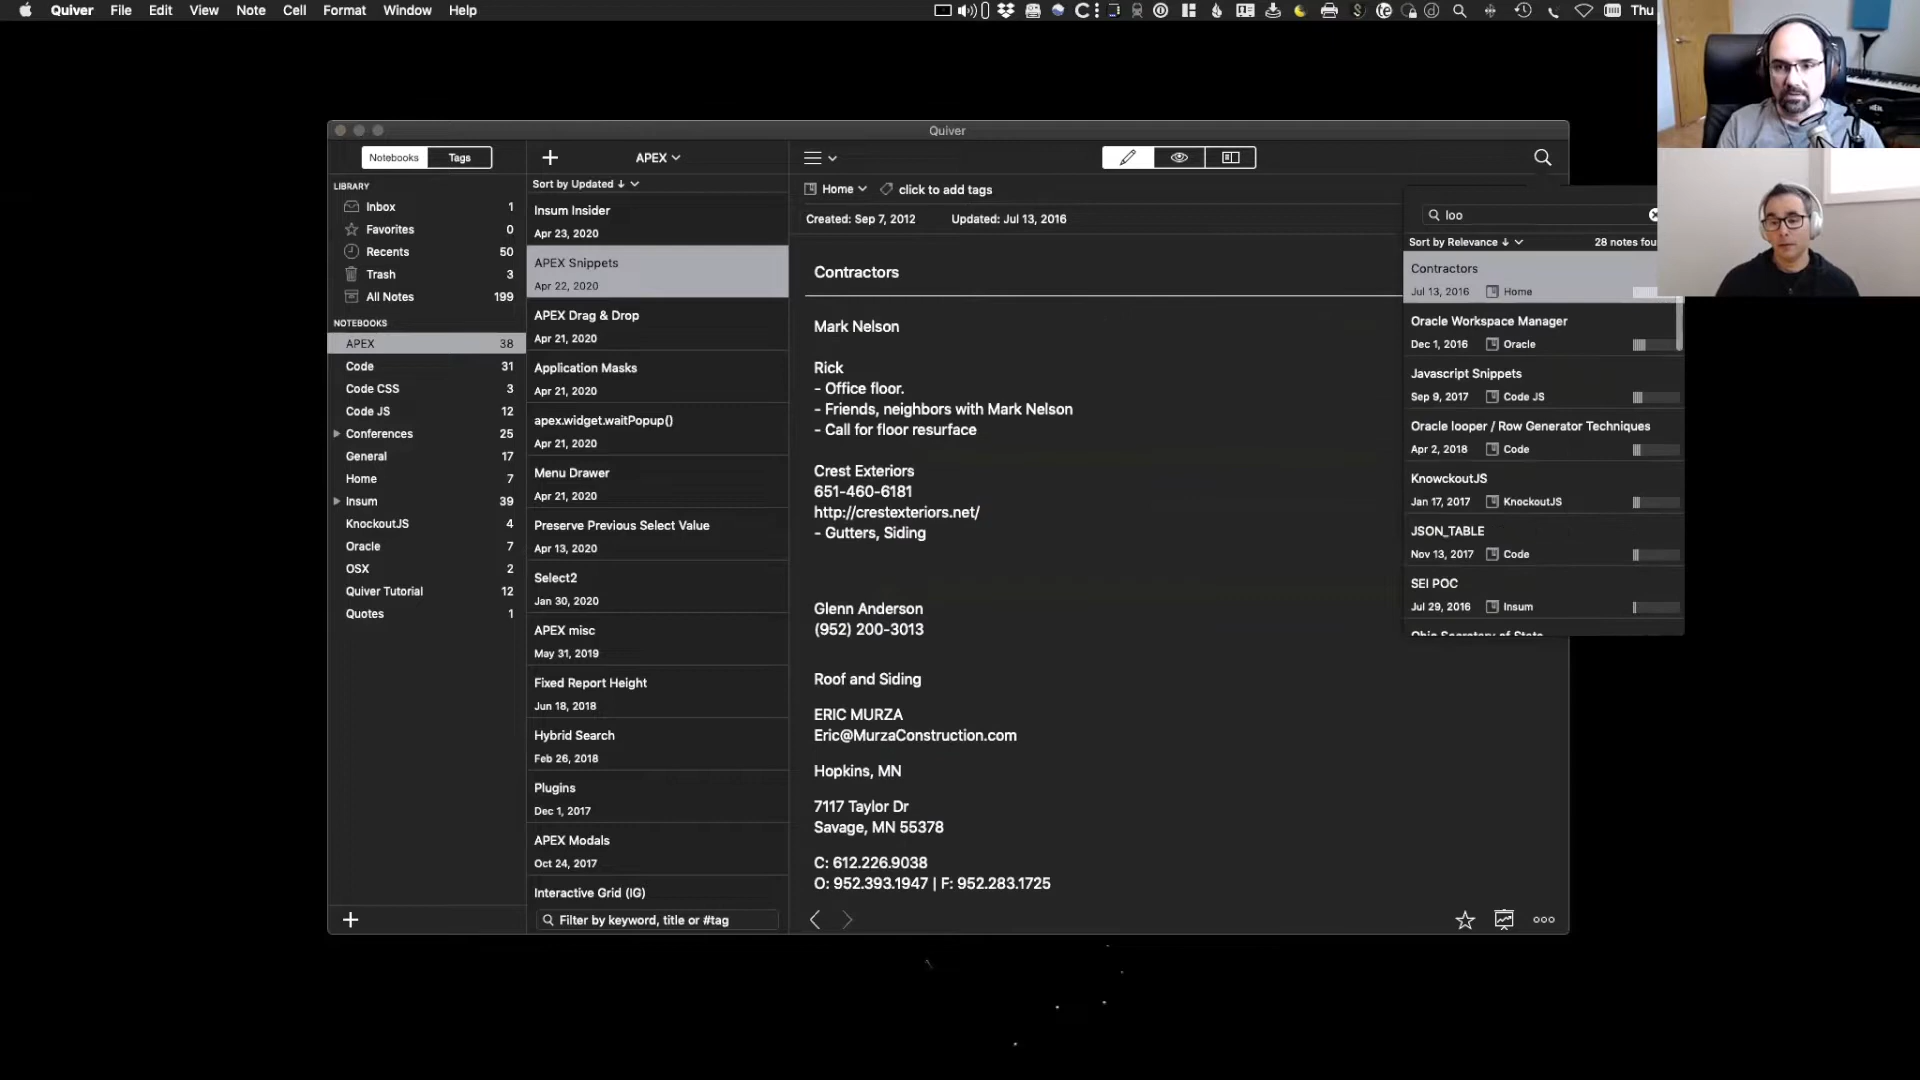 Quiver File Edit View Note Cell Format Window Help
Thu
Quiver
Notebooks Tags
LIBRARY
Inbox 1
Favorites 0
Recents 50
Trash 3
All Notes 199
NOTEBOOKS
APEX 38
Code 31
Code CSS 3
Code JS 12
Conferences 25
General 17
Home 7
Insum 39
KnockoutJS 4
Oracle 7
OSX 2
Quiver Tutorial 12
Quotes 1
APEX
Sort by Updated ↓
Insum Insider
Apr 23, 2020
APEX Snippets
Apr 22, 2020
APEX Drag & Drop
Apr 21, 2020
Application Masks
Apr 21, 2020
apex.widget.waitPopup()
Apr 21, 2020
Menu Drawer
Apr 21, 2020
Preserve Previous Select Value
Apr 13, 2020
Select2
Jan 30, 2020
APEX misc
May 31, 2019
Fixed Report Height
Jun 18, 2018
Hybrid Search
Feb 26, 2018
Plugins
Dec 1, 2017
APEX Modals
Oct 24, 2017
Interactive Grid (IG)
Filter by keyword, title or #tag
Home click to add tags
Created: Sep 7, 2012 Updated: Jul 13, 2016
Contractors
Mark Nelson
Rick
- Office floor.
- Friends, neighbors with Mark Nelson
- Call for floor resurface
Crest Exteriors
651-460-6181
http://crestexteriors.net/
- Gutters, Siding
Glenn Anderson
(952) 200-3013
Roof and Siding
ERIC MURZA
Eric@MurzaConstruction.com
Hopkins, MN
7117 Taylor Dr
Savage, MN 55378
C: 612.226.9038
O: 952.393.1947 | F: 952.283.1725
loo
Sort by Relevance ↓ 28 notes fou
Contractors
Jul 13, 2016 Home
Oracle Workspace Manager
Dec 1, 2016 Oracle
Javascript Snippets
Sep 9, 2017 Code JS
Oracle looper / Row Generator Techniques
Apr 2, 2018 Code
KnowckoutJS
Jan 17, 2017 KnockoutJS
JSON_TABLE
Nov 13, 2017 Code
SEI POC
Jul 29, 2016 Insum
Ohio Secretary of State